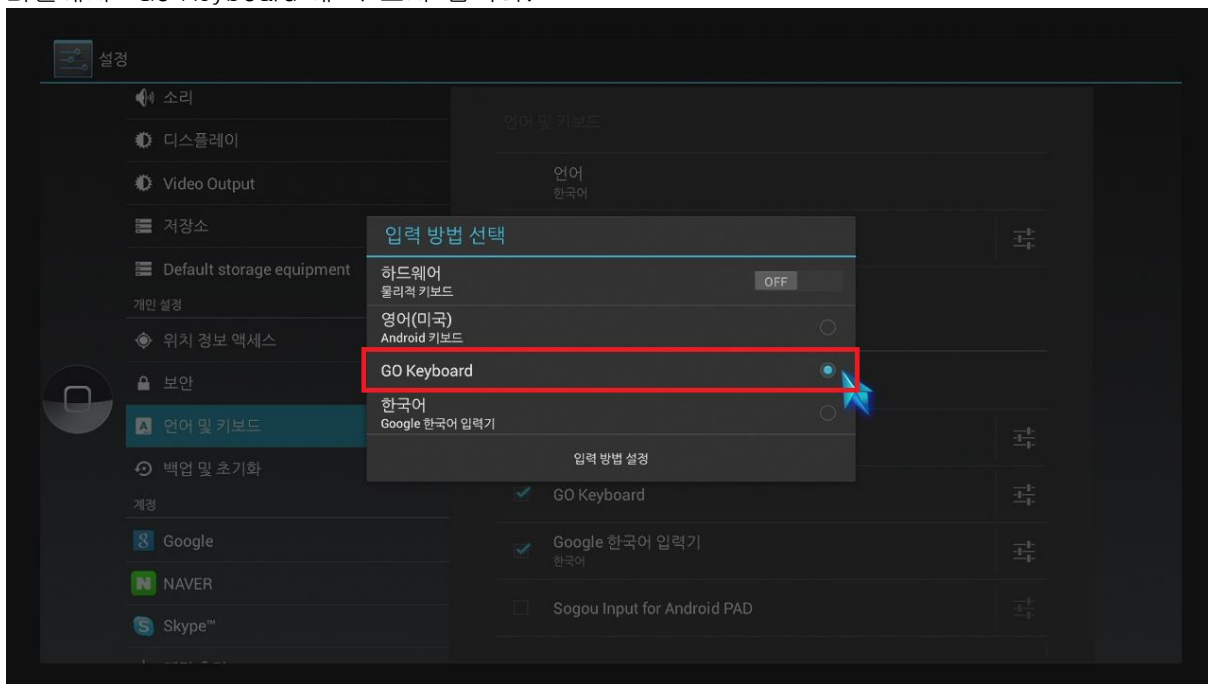 Go Keyboard
설정
소리
디스플레이
Video Output
저장소
Default storage equipment
개인 설정
위치 정보 액세스
보안
언어 및 키보드
백업 및 초기화
계정
Google
NAVER
Skype™
언어 및 키보드
언어
한국어
입력 방법 선택
하드웨어
물리적 키보드
OFF
영어(미국)
Android 키보드
GO Keyboard
한국어
Google 한국어 입력기
입력 방법 설정
GO Keyboard
Google 한국어 입력기
한국어
Sogou Input for Android PAD